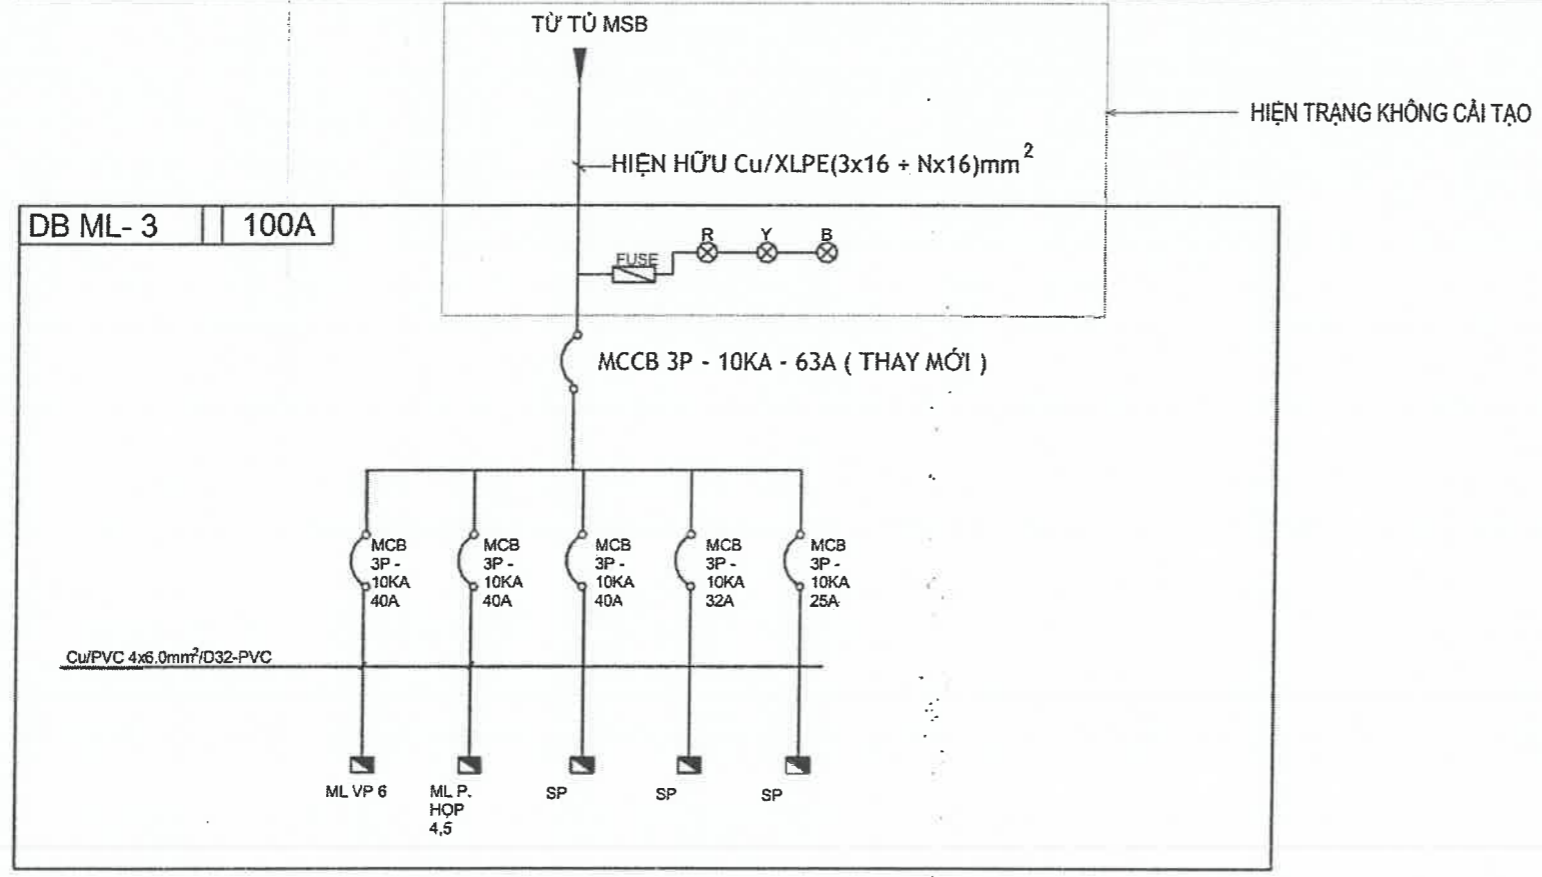 TỪ TỦ MSB
HIỆN TRẠNG KHÔNG CẢI TẠO
HIỆN HỮU Cu/XLPE(3x16 + Nx16)mm²
DB ML- 3 100A
R Y B
FUSE
MCCB 3P - 10KA - 63A ( THAY MỚI )
MCB
3P -
10KA
40A
MCB
3P -
10KA
40A
MCB
3P -
10KA
40A
MCB
3P -
10KA
32A
MCB
3P -
10KA
25A
Cu/PVC 4x6.0mm²/D32-PVC
ML VP 6
ML P.
HỌP
4,5
SP
SP
SP